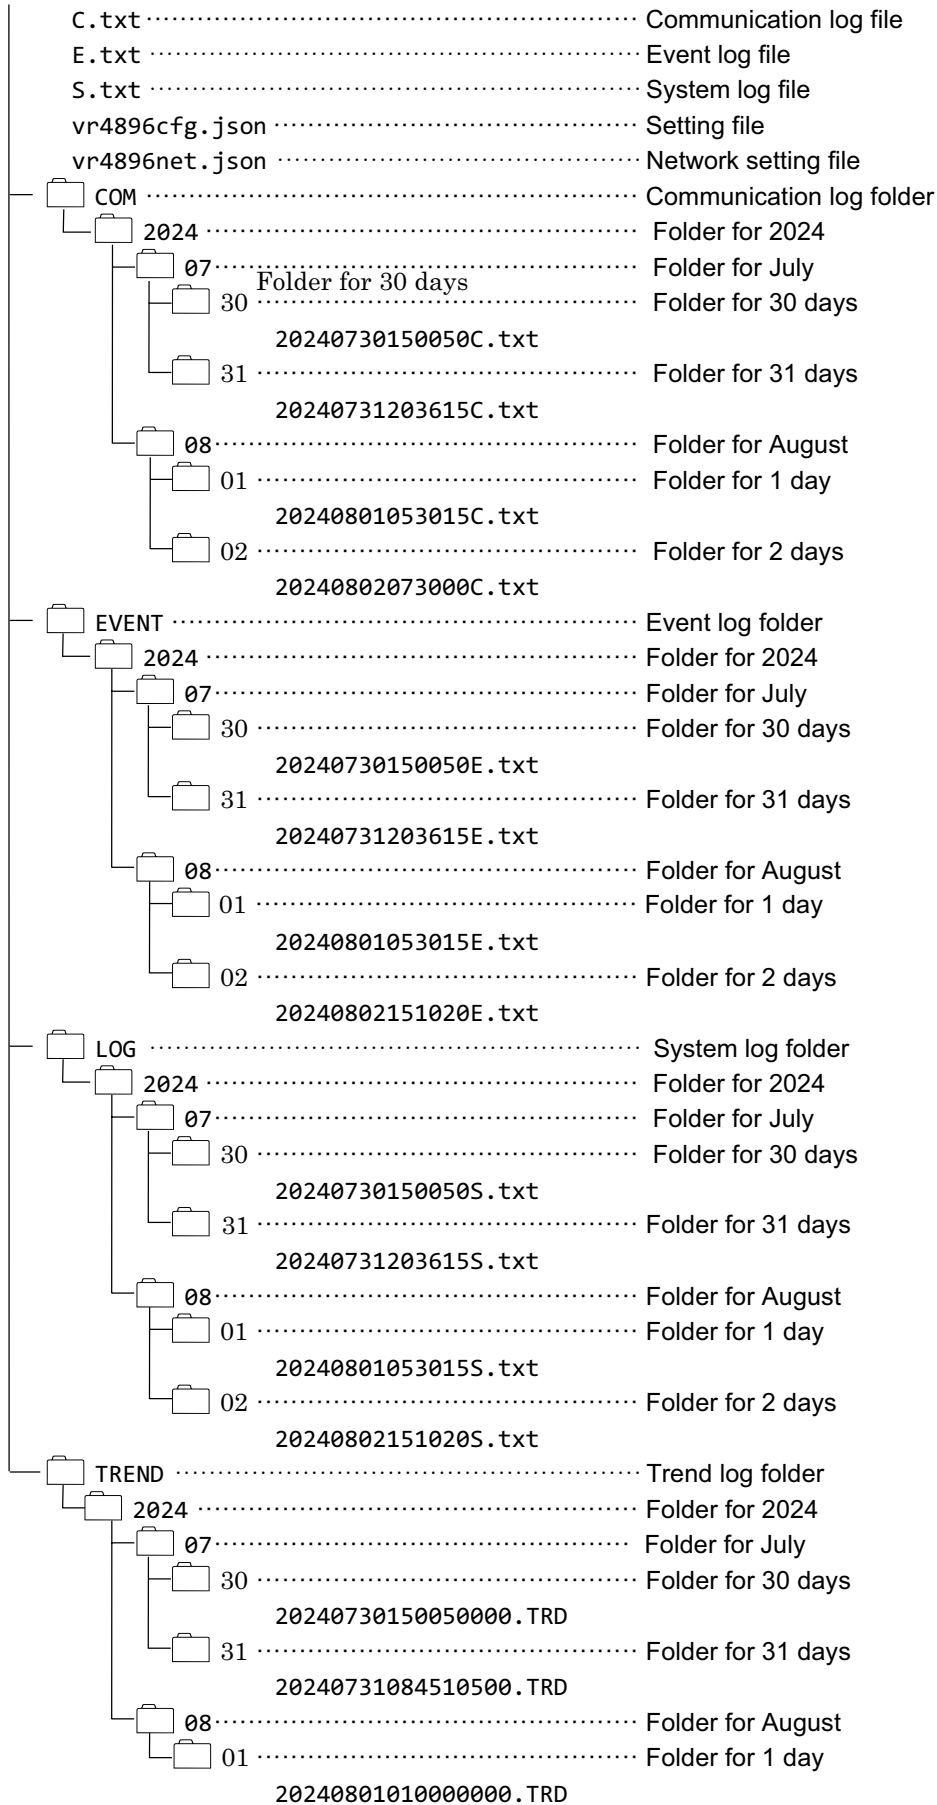 C.txt Communication log file
E.txt Event log file
S.txt System log file
vr4896cfg.json Setting file
vr4896net.json Network setting file
COM Communication log folder
2024 Folder for 2024
07 Folder for July
Folder for 30 days
30 Folder for 30 days
20240730150050C.txt
31 Folder for 31 days
20240731203615C.txt
08 Folder for August
01 Folder for 1 day
20240801053015C.txt
02 Folder for 2 days
20240802073000C.txt
EVENT Event log folder
2024 Folder for 2024
07 Folder for July
30 Folder for 30 days
20240730150050E.txt
31 Folder for 31 days
20240731203615E.txt
08 Folder for August
01 Folder for 1 day
20240801053015E.txt
02 Folder for 2 days
20240802151020E.txt
LOG System log folder
2024 Folder for 2024
07 Folder for July
30 Folder for 30 days
20240730150050S.txt
31 Folder for 31 days
20240731203615S.txt
08 Folder for August
01 Folder for 1 day
20240801053015S.txt
02 Folder for 2 days
20240802151020S.txt
TREND Trend log folder
2024 Folder for 2024
07 Folder for July
30 Folder for 30 days
20240730150050000.TRD
31 Folder for 31 days
20240731084510500.TRD
08 Folder for August
01 Folder for 1 day
20240801010000000.TRD